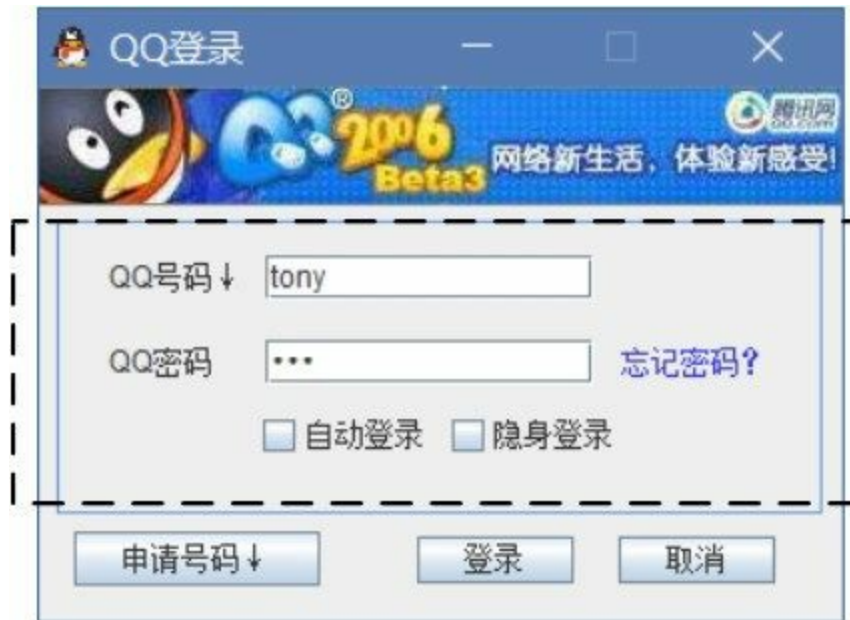 QQ登录
QQ®2006
Beta3
腾讯网
QQ.com
网络新生活，体验新感受!
QQ号码↓ tony
QQ密码 •••  忘记密码?
自动登录 隐身登录
申请号码↓ 登录 取消